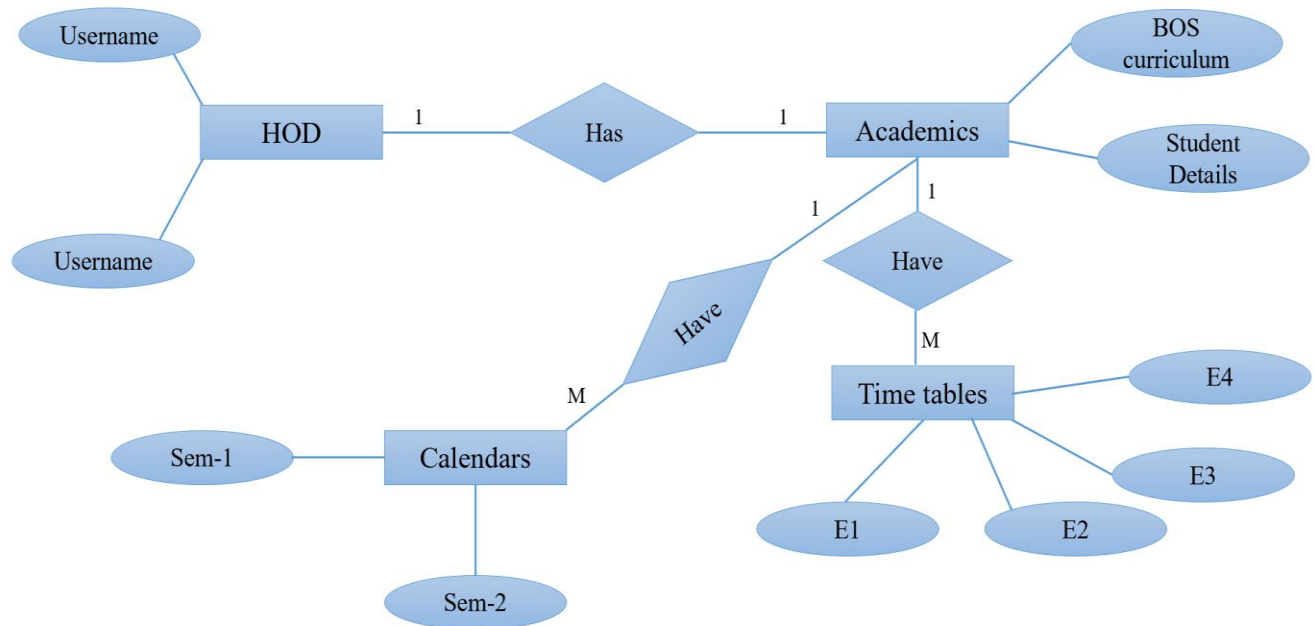 Username
BOS
curriculum
HOD
1
Has
1
Academics
Student
Details
Username
1
1
Have
Have
M
M
Time tables
E4
Sem-1
Calendars
E3
E1
E2
Sem-2